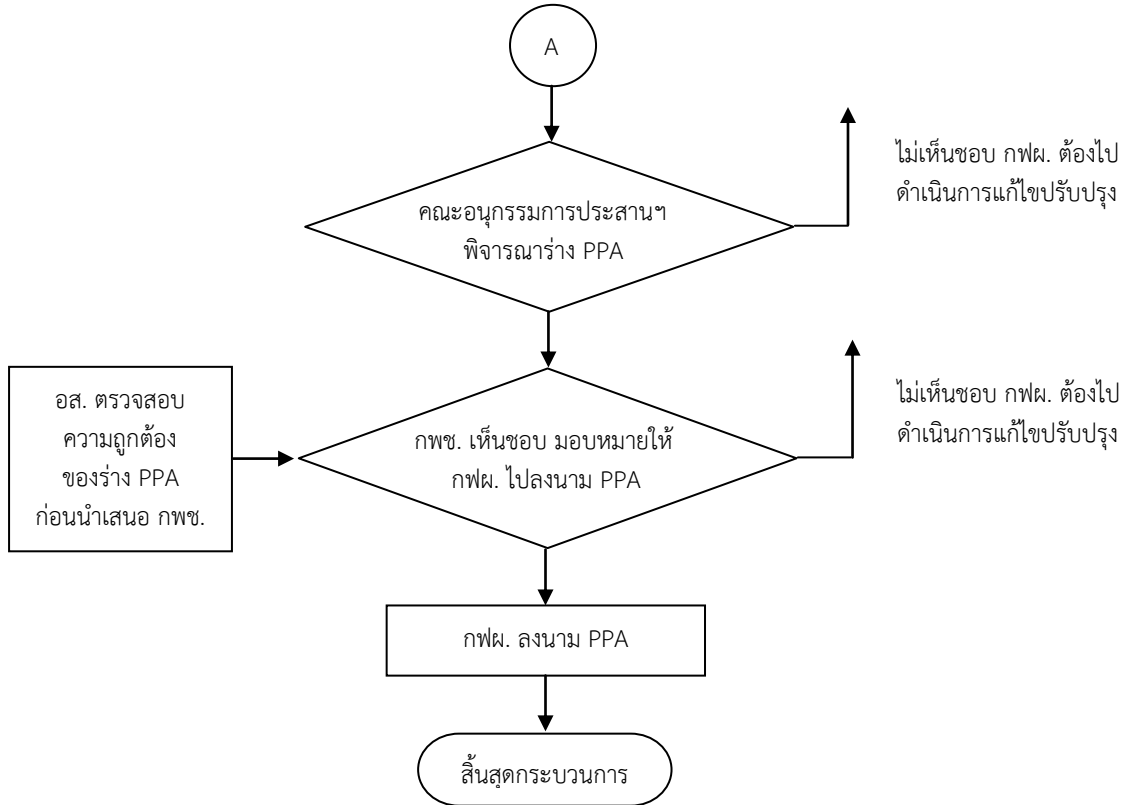 A
ไม่เห็นชอบ กฟผ. ต้องไป
ดำเนินการแก้ไขปรับปรุง
คณะอนุกรรมการประสานฯ
พิจารณาร่าง PPA
ไม่เห็นชอบ กฟผ. ต้องไป
ดำเนินการแก้ไขปรับปรุง
อส. ตรวจสอบ
ความถูกต้อง
ของร่าง PPA
ก่อนนำเสนอ กพช.
กพช. เห็นชอบ มอบหมายให้
กฟผ. ไปลงนาม PPA
กฟผ. ลงนาม PPA
สิ้นสุดกระบวนการ